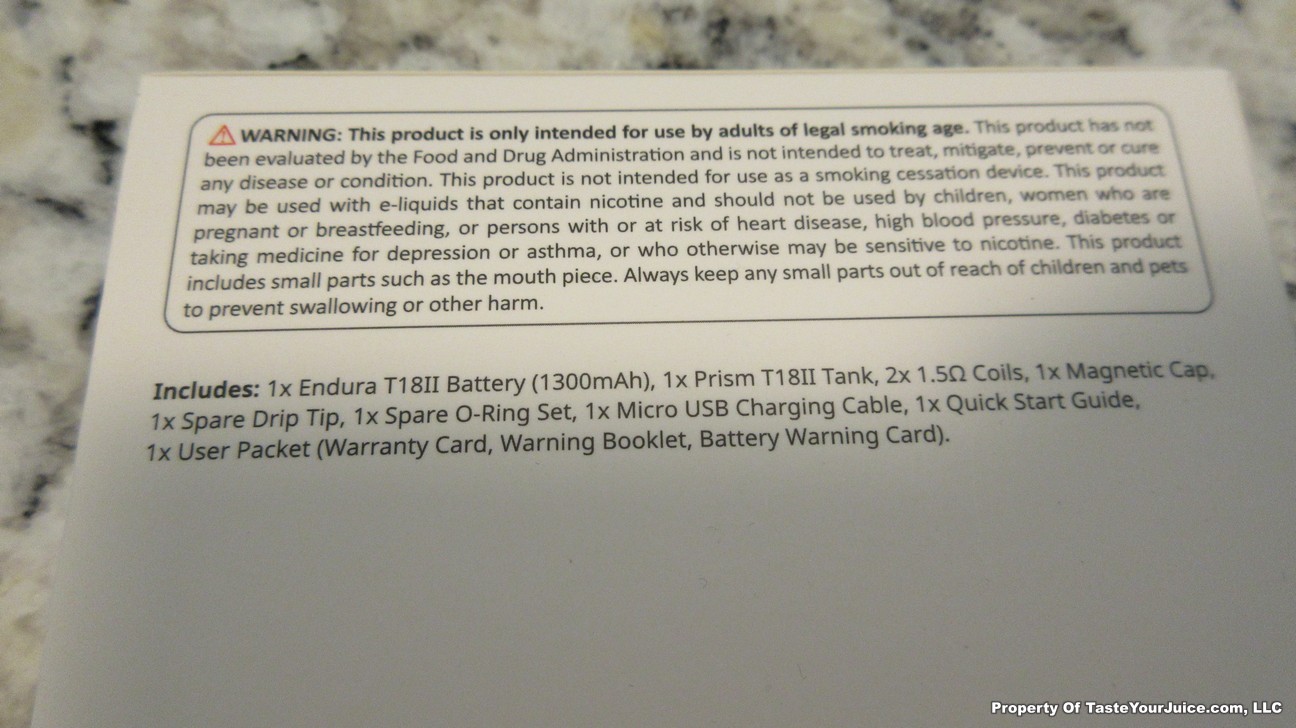 WARNING: This product is only intended for use by adults of legal smoking age. This product has not
been evaluated by the Food and Drug Administration and is not intended to treat, mitigate, prevent or cure
any disease or condition. This product is not intended for use as a smoking cessation device. This product
may be used with e-liquids that contain nicotine and should not be used by children, women who are
pregnant or breastfeeding, or persons with or at risk of heart disease, high blood pressure, diabetes or
taking medicine for depression or asthma, or who otherwise may be sensitive to nicotine. This product
includes small parts such as the mouth piece. Always keep any small parts out of reach of children and pets
to prevent swallowing or other harm.
Includes: 1x Endura T18II Battery (1300mAh), 1x Prism T18II Tank, 2x 1.5Ω Coils, 1x Magnetic Cap,
1x Spare Drip Tip, 1x Spare O-Ring Set, 1x Micro USB Charging Cable, 1x Quick Start Guide,
1x User Packet (Warranty Card, Warning Booklet, Battery Warning Card).
Property Of TasteYourJuice.com, LLC